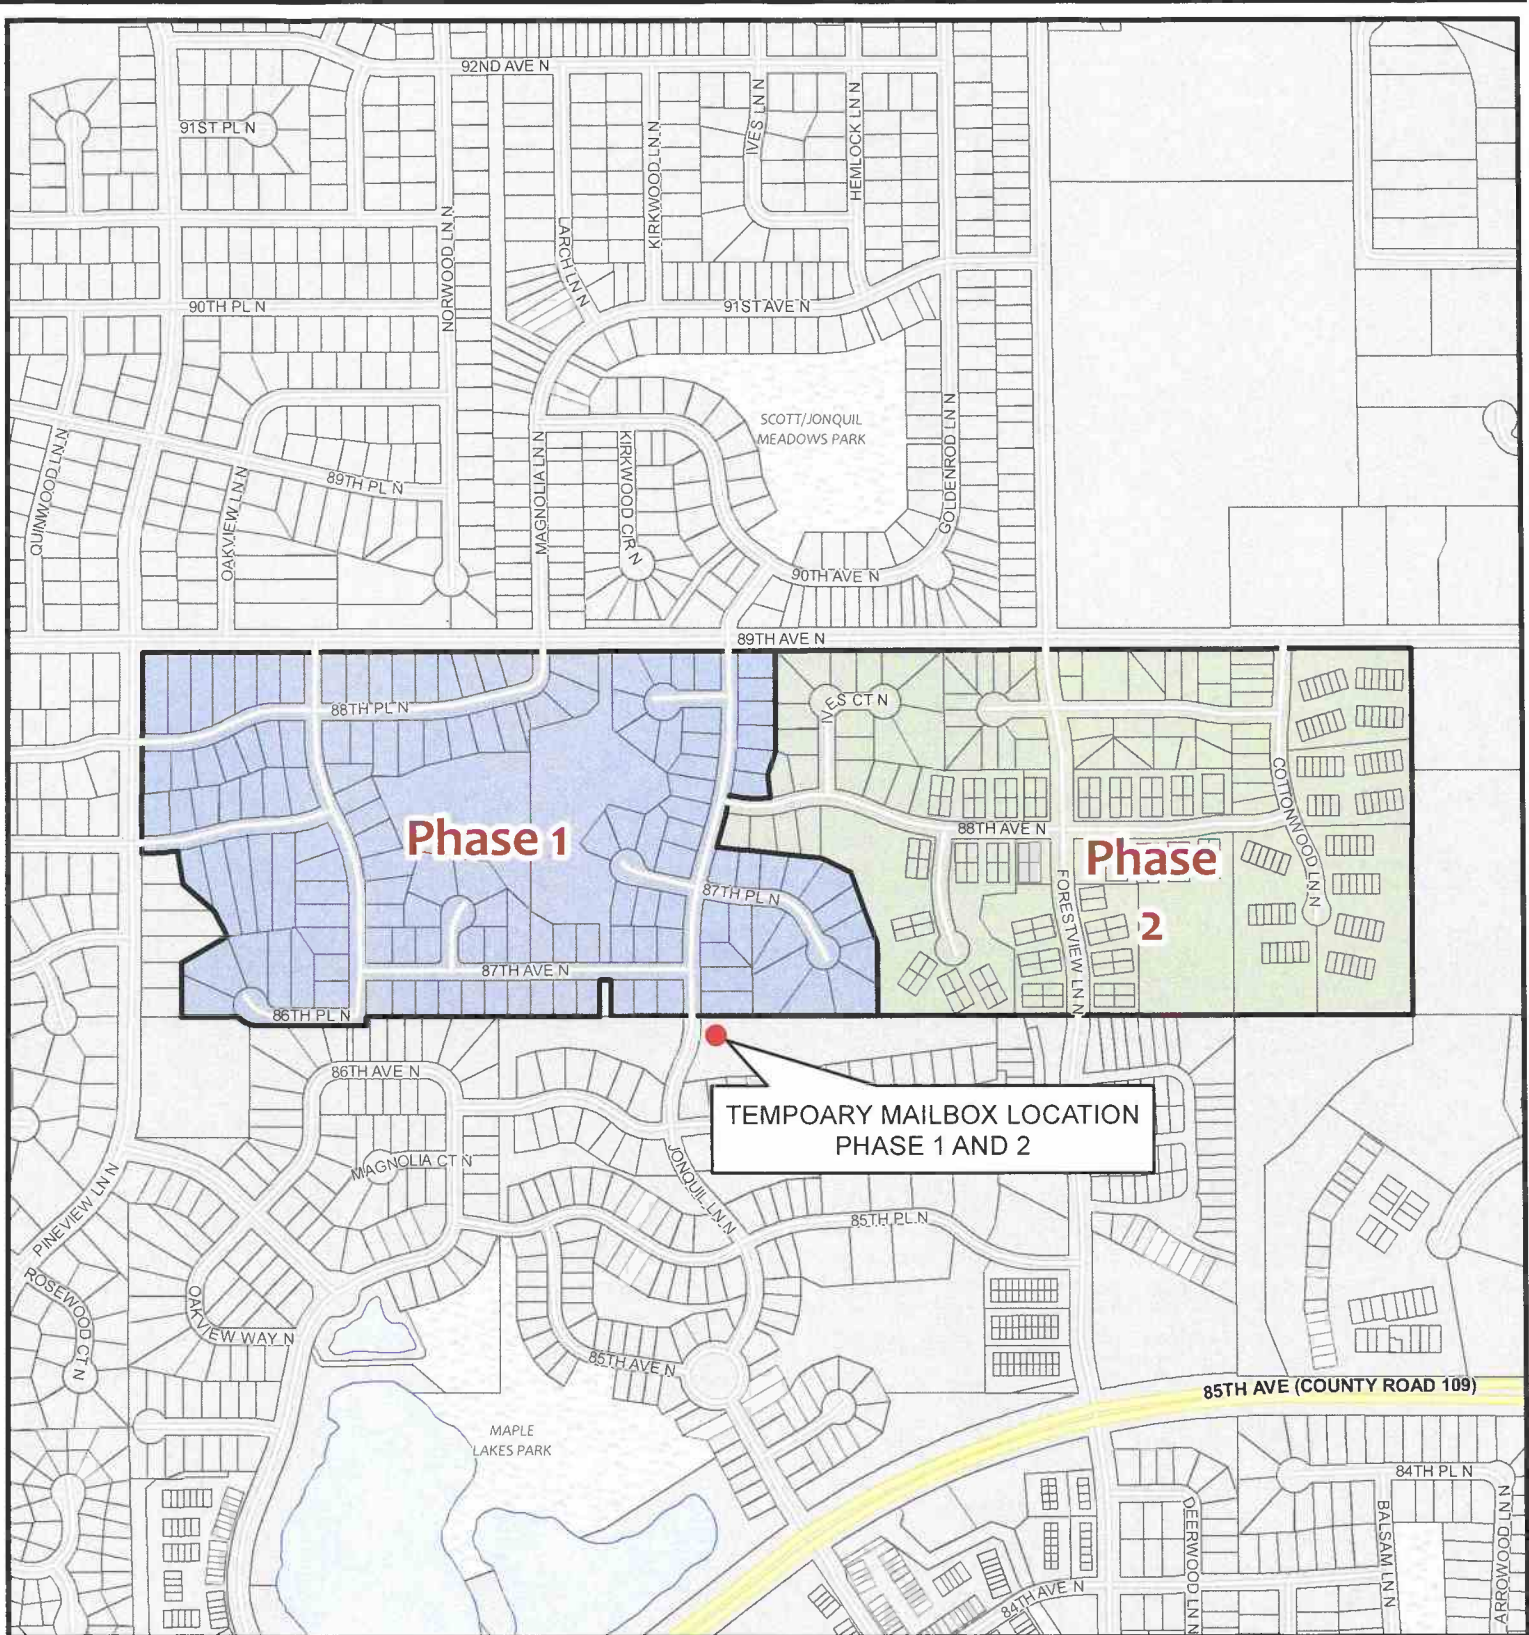 92ND AVE N
91ST PL N
IVES LN N
HEMLOCK LN N
KIRKWOOD LN N
NORWOOD LN N
LARCH LN N
90TH PL N
91ST AVE N
SCOTT/JONQUIL
MEADOWS PARK
GOLDENROD LN N
QUINWOOD LN N
OAKVIEW LN N
89TH PL N
MAGNOLIA LN N
KIRKWOOD CIR N
90TH AVE N
89TH AVE N
88TH PL N
IVES CT N
COTTONWOOD LN N
Phase 1
88TH AVE N
Phase
2
87TH PL N
FORESTVIEW LN N
87TH AVE N
86TH PL N
86TH AVE N
TEMPOARY MAILBOX LOCATION
PHASE 1 AND 2
MAGNOLIA CT N
JONQUIL LN N
PINEVIEW LN N
85TH PL N
ROSEWOOD CT N
OAKVIEW WAY N
85TH AVE N
85TH AVE (COUNTY ROAD 109)
MAPLE
LAKES PARK
84TH PL N
DEERWOOD LN N
BALSAM LN N
ARROWOOD LN N
84TH AVE N